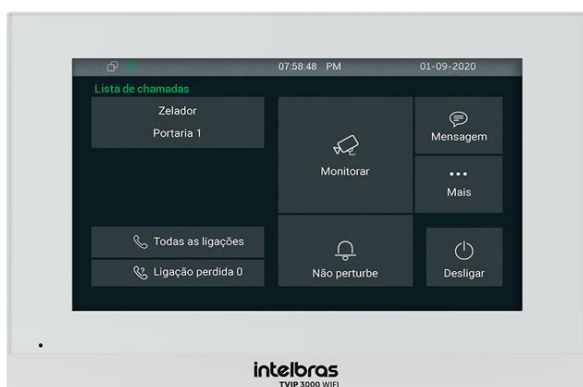 07:58:48 PM 01-09-2020
Lista de chamadas
Zelador
Portaria 1
Monitorar
Mensagem
Mais
Todas as ligações
Ligação perdida 0
Não perturbe
Desligar
intelbras
TVIP 3000 WIFI